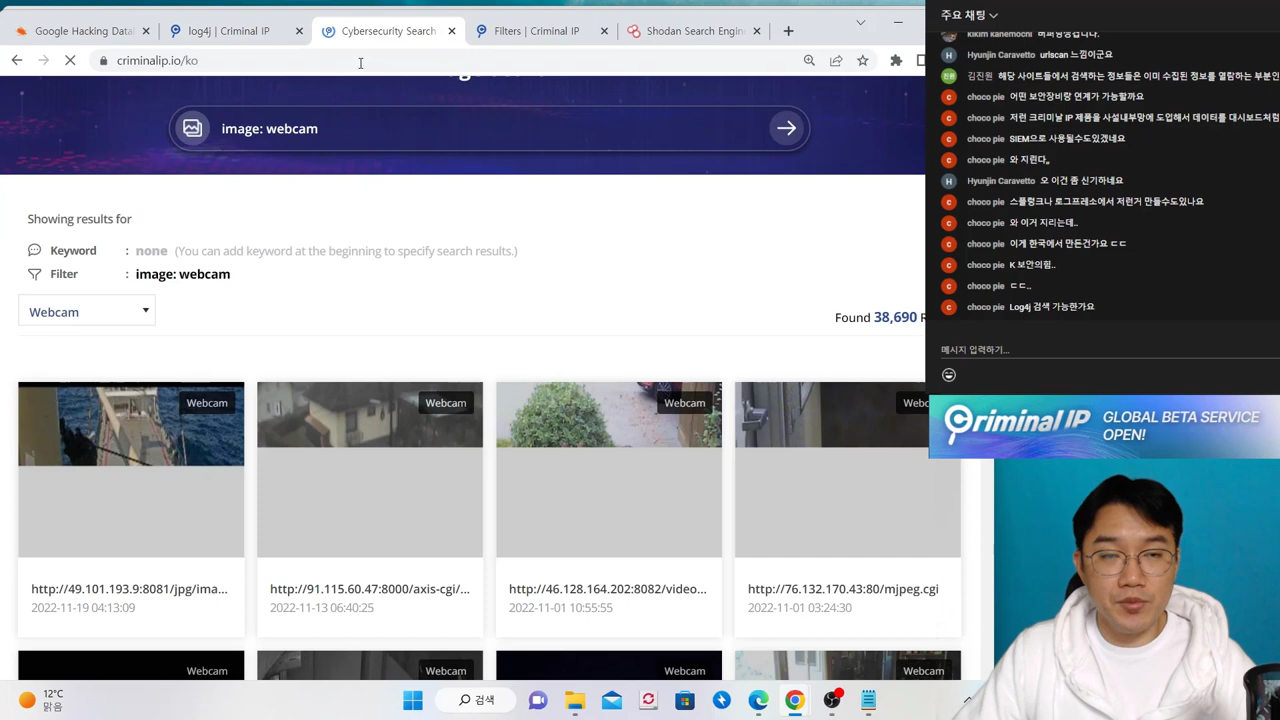 Google Hacking Data
log4j | Criminal IP
Cybersecurity Search
Filters | Criminal IP
Shodan Search Engin
criminalip.io/ko
image: webcam
Showing results for
Keyword : none (You can add keyword at the beginning to specify search results.)
Filter : image: webcam
Webcam
Found 38,690
Webcam
Webcam
Webcam
http://49.101.193.9:8081/jpg/ima...
2022-11-19 04:13:09
http://91.115.60.47:8000/axis-cgi/...
2022-11-13 06:40:25
http://46.128.164.202:8082/video...
2022-11-01 10:55:55
http://76.132.170.43:80/mjpeg.cgi
2022-11-01 03:24:30
Webcam
Webcam
Webcam
Webcam
12°C
맑음
검색
주요 채팅
kikim kanemochi
Hyunjin Caravetto urlscan 느낌이군요
김진원 해당 사이트들에서 검색하는 정보들은 이미 수집된 정보를 열람하는 부분인
choco pie 어떤 보안장비랑 연계가 가능할까요
choco pie 저런 크리미날 IP 제품을 사설내부망에 도입해서 데이터를 대시보드처럼
choco pie SIEM으로 사용될수도있겠네요
choco pie 와 지린다,,
Hyunjin Caravetto 오 이건 좀 신기하네요
choco pie 스플렁크나 로그프레소에서 저런거 만들수도있나요
choco pie 와 이거 지리는데..
choco pie 이게 한국에서 만든건가요 ㄷㄷ
choco pie K 보안의힘..
choco pie ㄷㄷ..
choco pie Log4j 검색 가능한가요
메시지 입력하기...
Criminal IP
GLOBAL BETA SERVICE
OPEN!